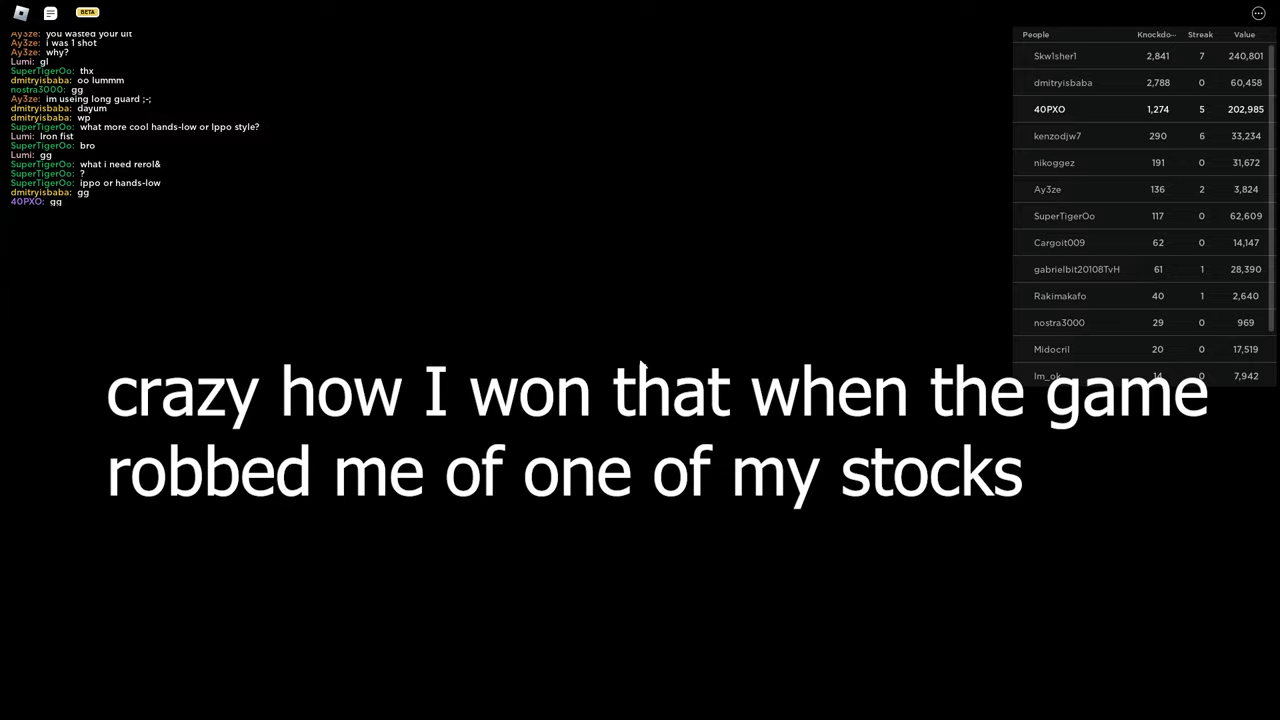 BETA
Ay3ze: you wasted your ult
Ay3ze: i was 1 shot
Ay3ze: why?
Lumi: gl
SuperTigerOo: thx
dmitryisbaba: oo lummm
nostra3000: gg
Ay3ze: im useing long guard ;-;
dmitryisbaba: dayum
dmitryisbaba: wp
SuperTigerOo: what more cool hands-low or Ippo style?
Lumi: Iron fist
SuperTigerOo: bro
Lumi: gg
SuperTigerOo: what i need rerol&
SuperTigerOo: ?
SuperTigerOo: ippo or hands-low
dmitryisbaba: gg
40PXO: gg
People Knockdo... Streak Value
Skw1sher1 2,841 7 240,801
dmitryisbaba 2,788 0 60,458
40PXO 1,274 5 202,985
kenzodjw7 290 6 33,234
nikoggez 191 0 31,672
Ay3ze 136 2 3,824
SuperTigerOo 117 0 62,609
Cargoit009 62 0 14,147
gabrielbit20108TvH 61 1 28,390
Rakimakafo 40 1 2,640
nostra3000 29 0 969
Midocril 20 0 17,519
Im_ok 14 0 7,942
crazy how I won that when the game
robbed me of one of my stocks